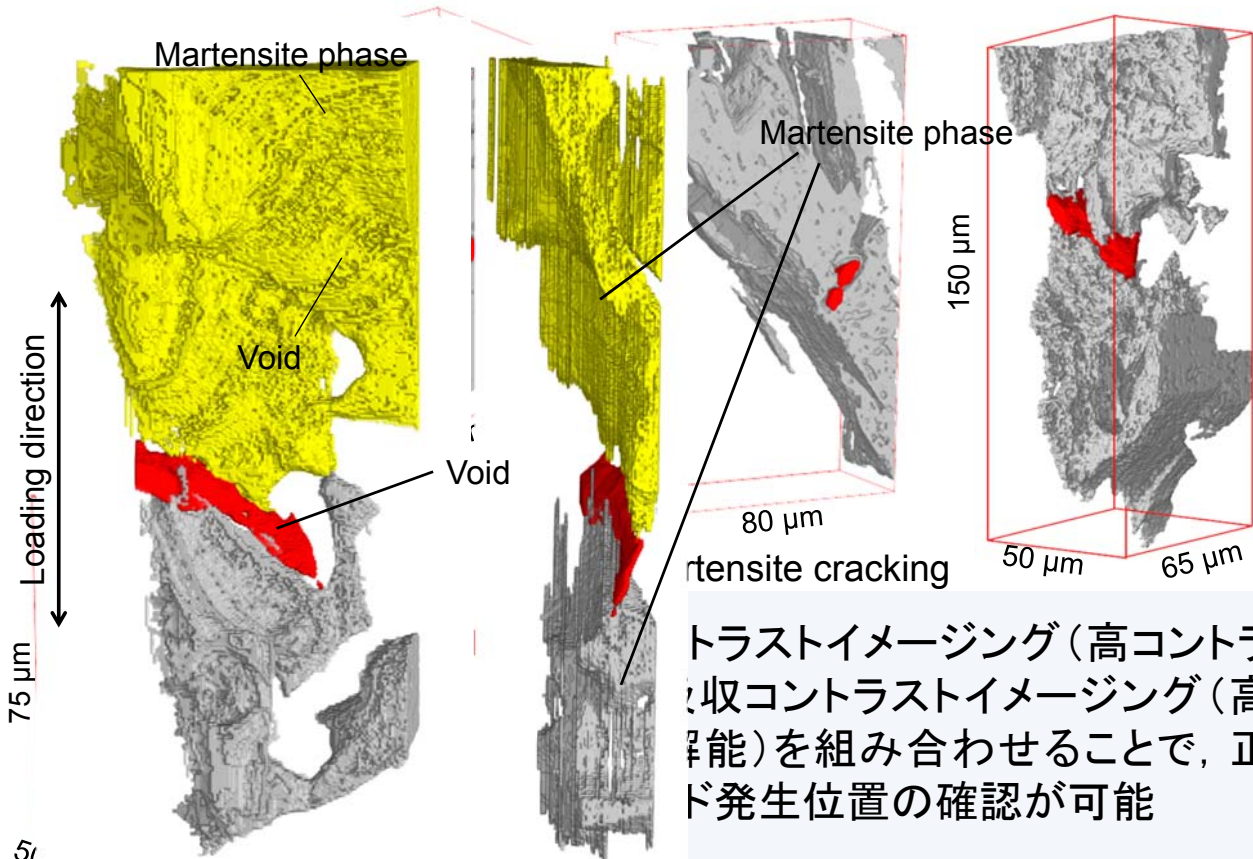 Martensite phase
Martensite phase
Void
Void
Loading direction
75 µm
150 µm
80 µm
50 µm
65 µm
rtensite cracking
トラストイメージング（高コントラ
収コントラストイメージング（高
解能）を組み合わせることで，正
ド発生位置の確認が可能